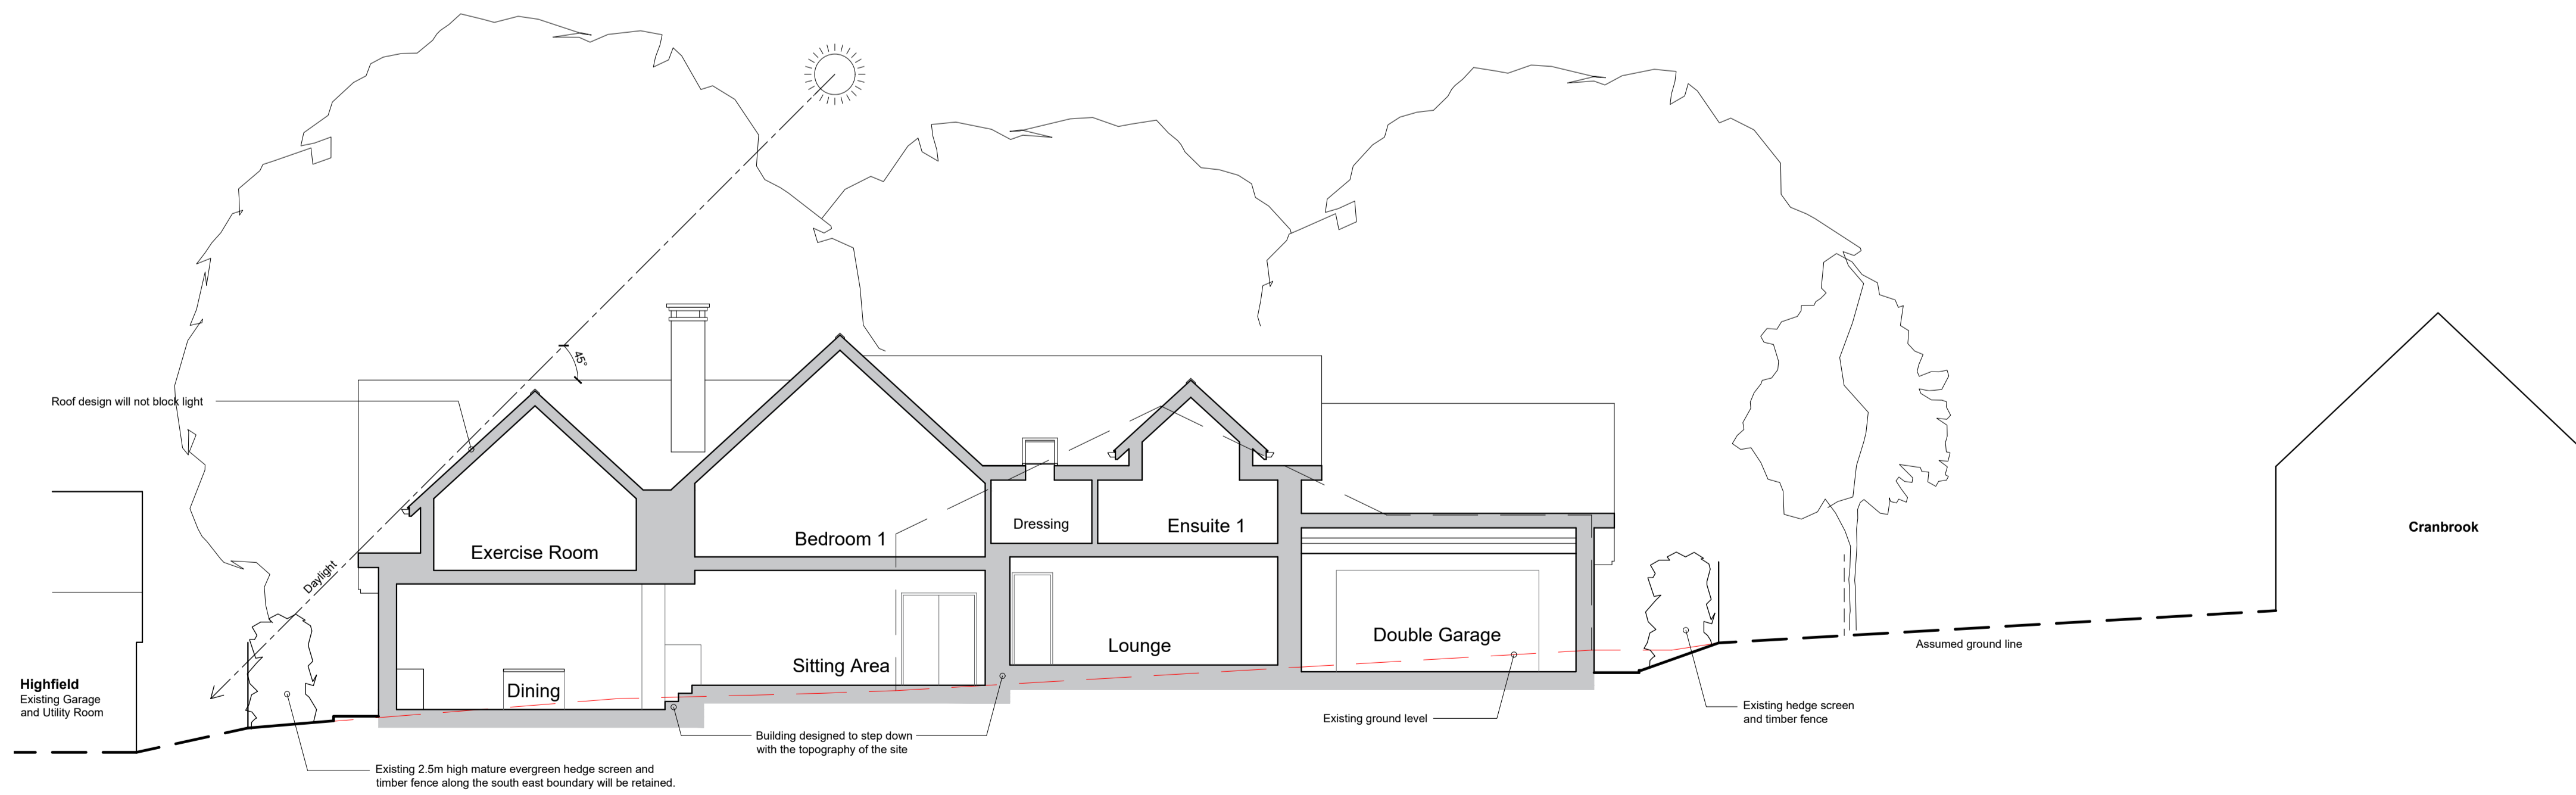 45°
Roof design will not block light
Exercise Room
Bedroom 1
Dressing
Ensuite 1
Cranbrook
Daylight
Double Garage
Lounge
Sitting Area
Dining
Assumed ground line
Highfield
Existing Garage
and Utility Room
Existing hedge screen
and timber fence
Existing ground level
Building designed to step down
with the topography of the site
Existing 2.5m high mature evergreen hedge screen and
timber fence along the south east boundary will be retained.